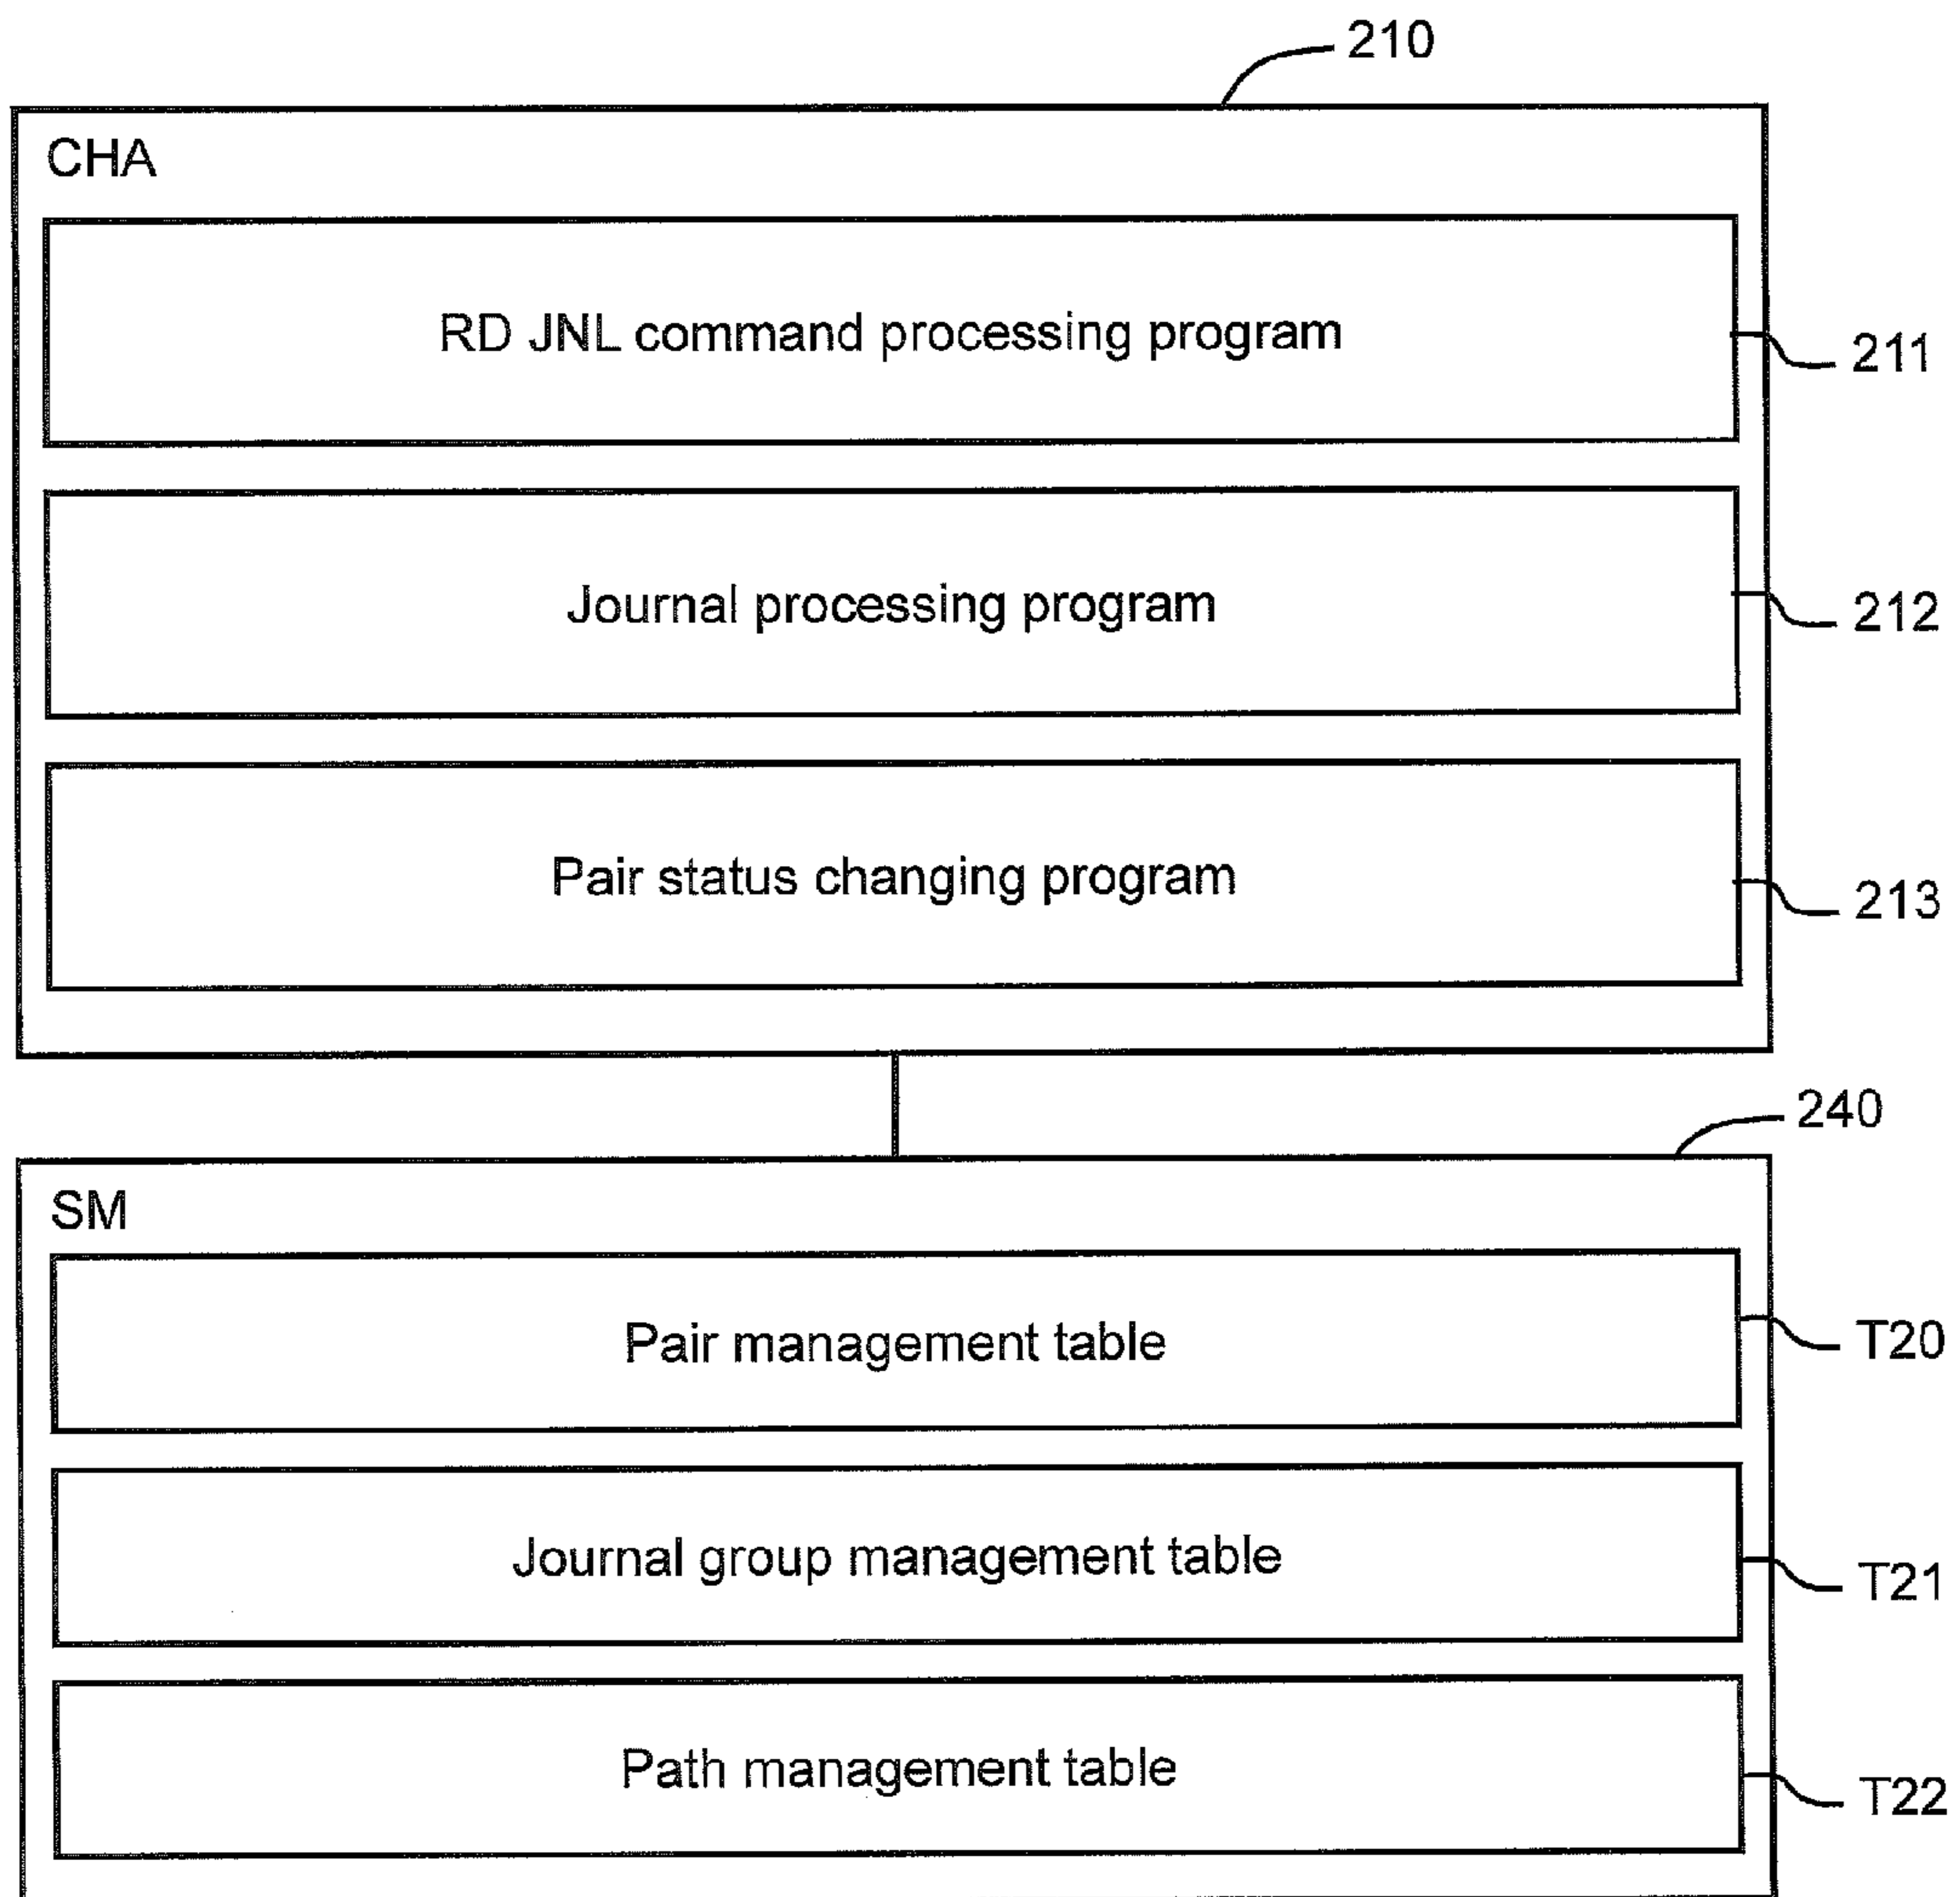 210
CHA
RD JNL command processing program
211
Journal processing program
212
Pair status changing program
213
240
SM
Pair management table
T20
Journal group management table
T21
Path management table
T22